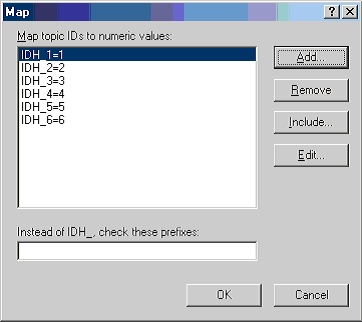 Map
Map topic IDs to numeric values:
IDH_1=1
IDH_2=2
IDH_3=3
IDH_4=4
IDH_5=5
IDH_6=6
Add...
Remove
Include...
Edit...
Instead of IDH_, check these prefixes:
OK
Cancel